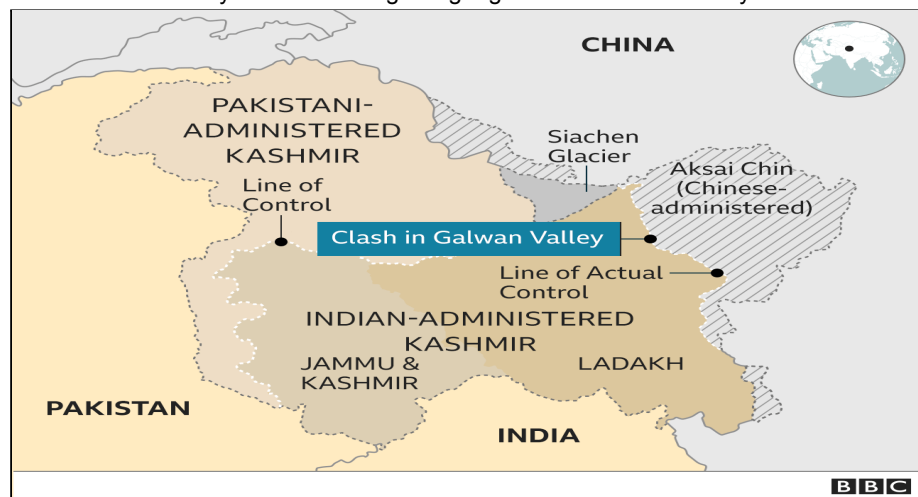 CHINA
PAKISTANI-
ADMINISTERED
KASHMIR
Siachen
Glacier
Aksai Chin
(Chinese-
administered)
Line of
Control
Clash in Galwan Valley
Line of Actual
Control
INDIAN-ADMINISTERED
KASHMIR
JAMMU &
KASHMIR
LADAKH
PAKISTAN
INDIA
BBC